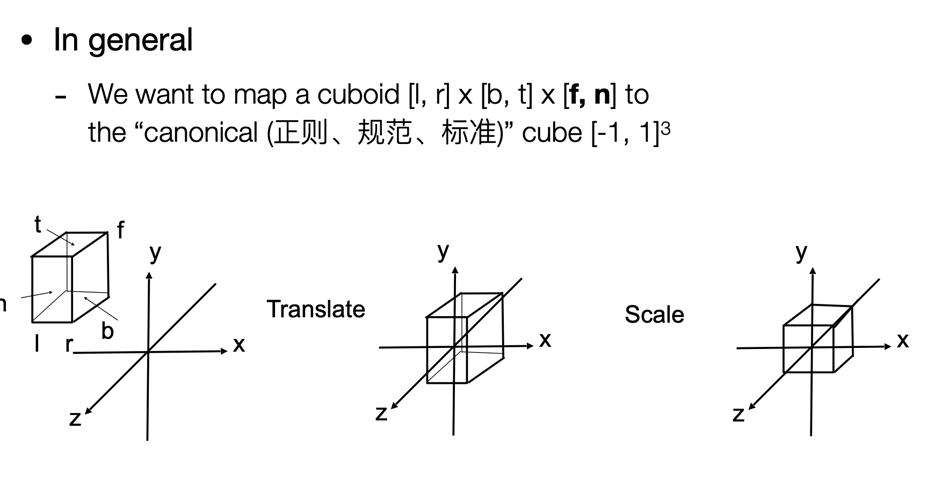 • In general
- We want to map a cuboid [l, r] x [b, t] x [f, n] to
the “canonical (正则、规范、标准)” cube [-1, 1]³
t
f
y
n
b
l
r
x
z
Translate
y
x
z
Scale
y
x
z